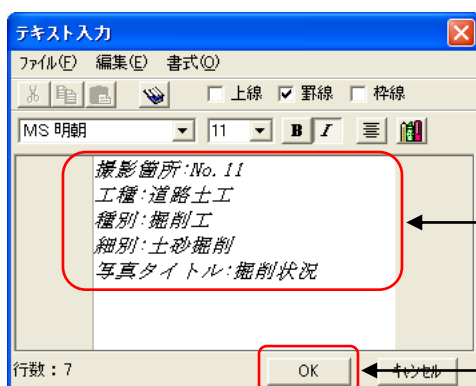 テキスト入力
ファイル(F) 編集(E) 書式(O)
上線 罫線 枠線
MS 明朝 11 B I
撮影箇所:No. 11
工種:道路土工
種別:掘削工
細別:土砂掘削
写真タイトル:掘削状況
行数:7 OK キャンセル